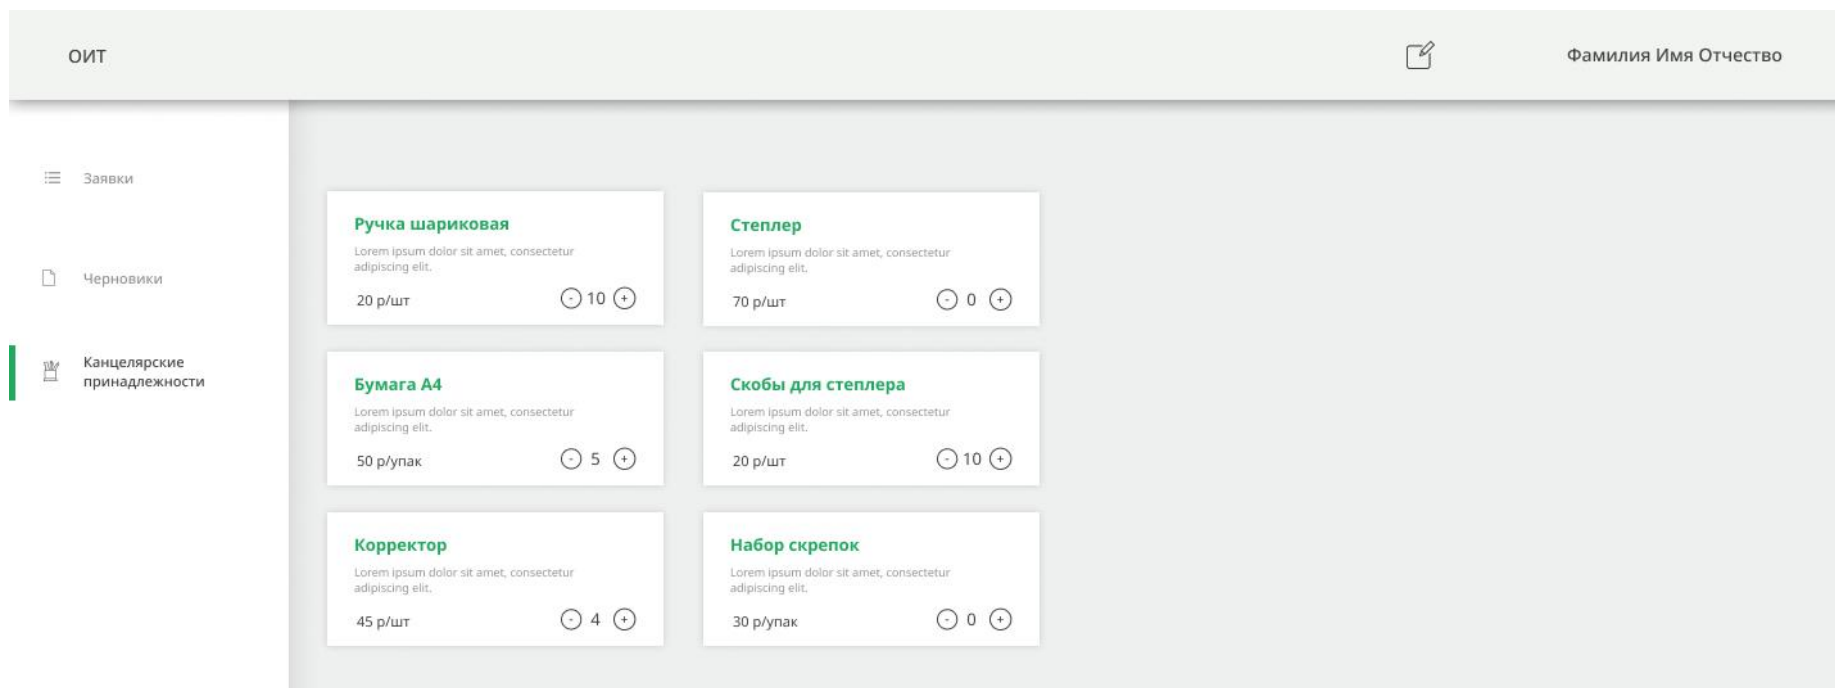 ОИТ
Фамилия Имя Отчество
Заявки
Черновики
Канцелярские
принадлежности
Ручка шариковая
Lorem ipsum dolor sit amet, consectetur
adipiscing elit.
20 р/шт
- 10 +
Степлер
Lorem ipsum dolor sit amet, consectetur
adipiscing elit.
70 р/шт
- 0 +
Бумага А4
Lorem ipsum dolor sit amet, consectetur
adipiscing elit.
50 р/упак
- 5 +
Скобы для степлера
Lorem ipsum dolor sit amet, consectetur
adipiscing elit.
20 р/шт
- 10 +
Корректор
Lorem ipsum dolor sit amet, consectetur
adipiscing elit.
45 р/шт
- 4 +
Набор скрепок
Lorem ipsum dolor sit amet, consectetur
adipiscing elit.
30 р/упак
- 0 +